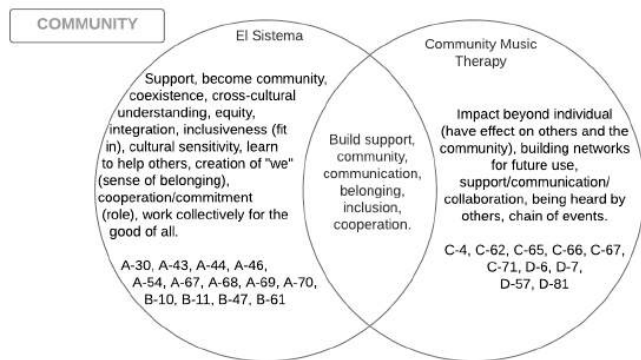 COMMUNITY
El Sistema
Support, become community,
coexistence, cross-cultural
understanding, equity,
integration, inclusiveness (fit
in), cultural sensitivity, learn
to help others, creation of "we"
(sense of belonging),
cooperation/commitment
(role), work collectively for the
good of all.
A-30, A-43, A-44, A-46,
A-54, A-67, A-68, A-69, A-70,
B-10, B-11, B-47, B-61
Build support,
community,
communication,
belonging,
inclusion,
cooperation.
Community Music
Therapy
Impact beyond individual
(have effect on others and the
community), building networks
for future use,
support/communication/
collaboration, being heard by
others, chain of events.
C-4, C-62, C-65, C-66, C-67,
C-71, D-6, D-7,
D-57, D-81